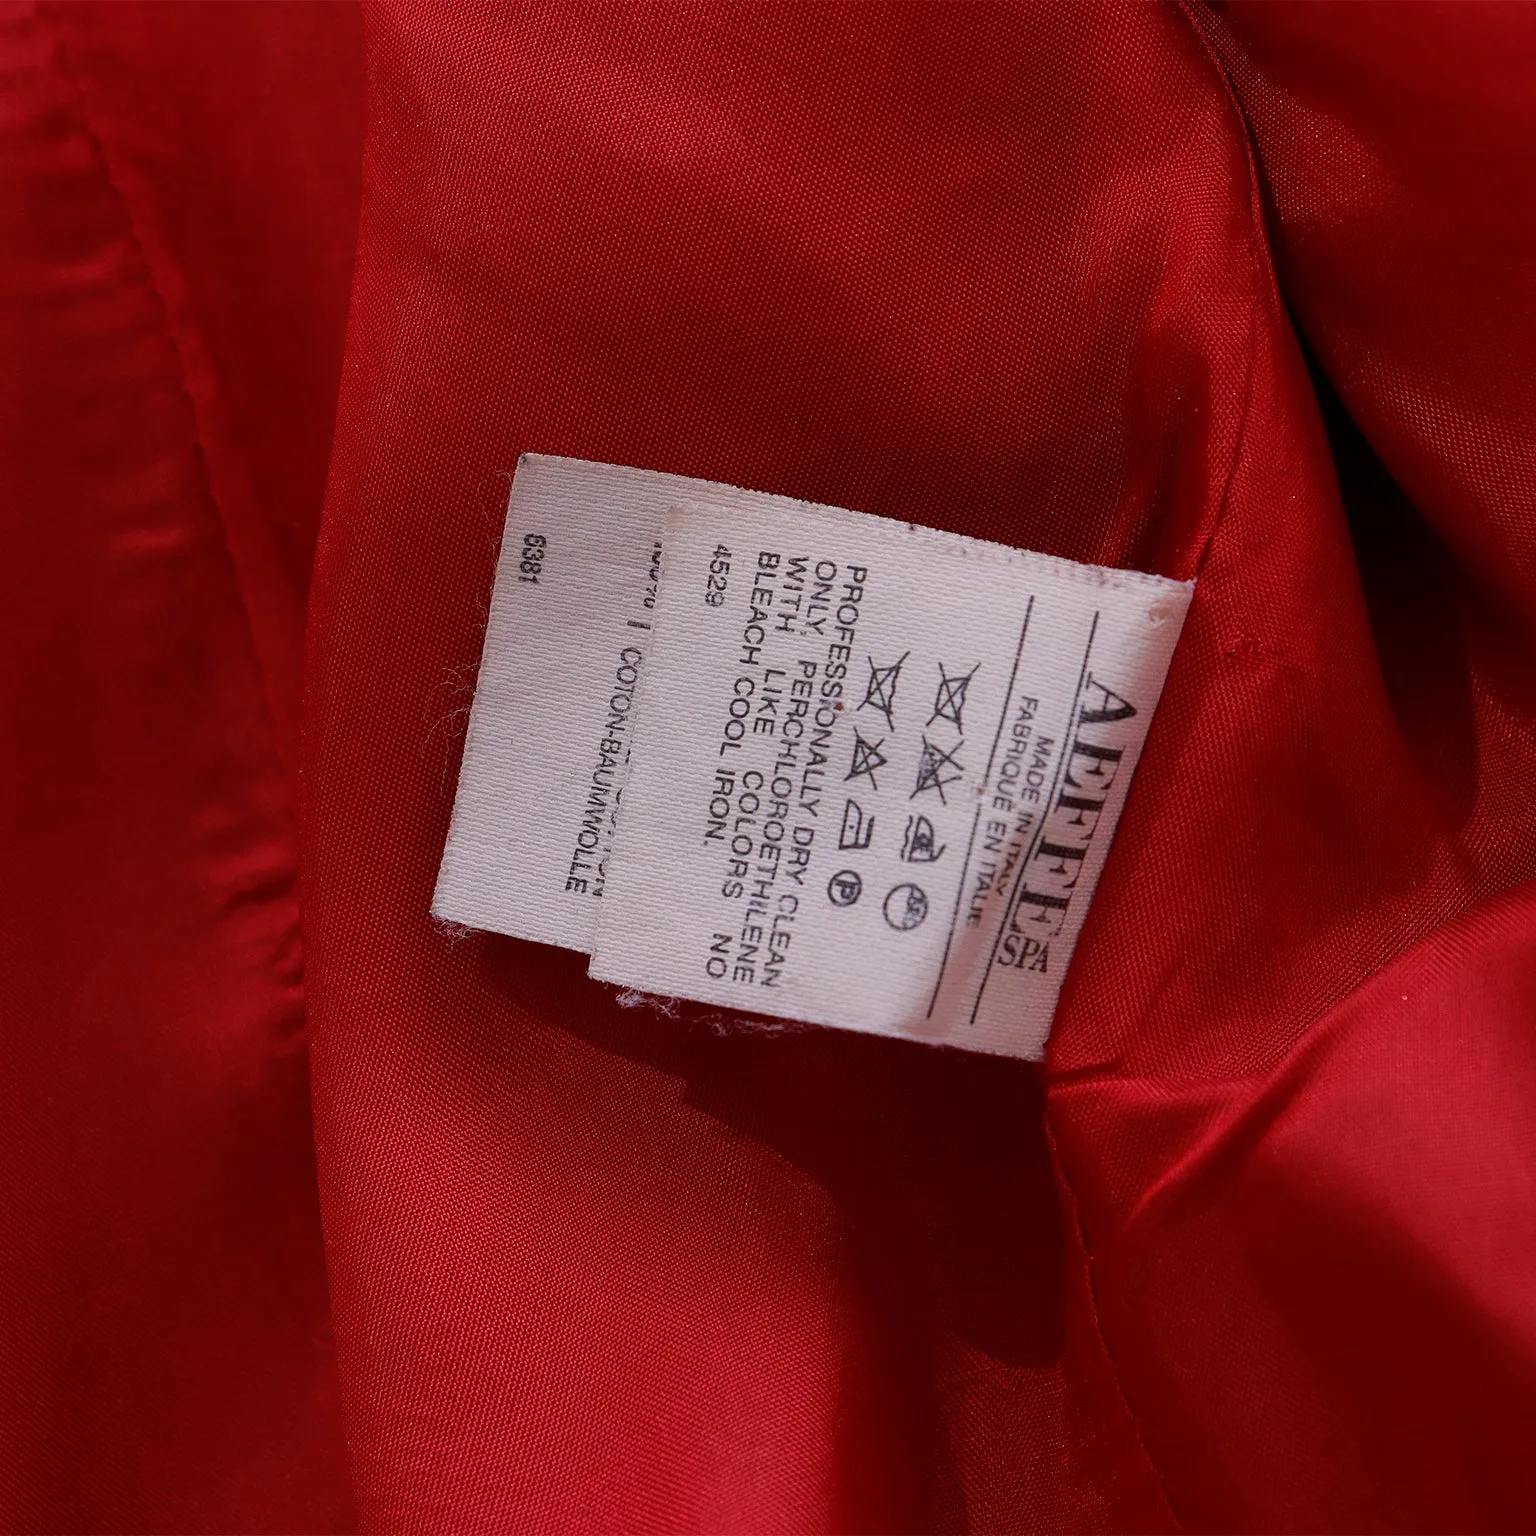 AEFFE SPA
MADE IN ITALY
FABRIQUÉ EN ITALIE
P
PROFESSIONALLY DRY CLEAN
ONLY, PERCHLOROETHILENE
WITH LIKE COLORS NO
BLEACH COOL IRON.
4529
COTON-BAUMWOLLE
6381